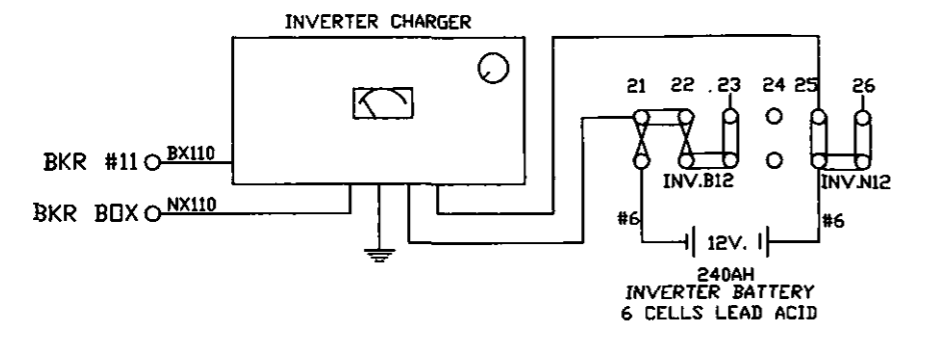 INVERTER CHARGER
21 22 .23 24 25 26
BKR #11 BX110
INV.B12 INV.N12
BKR BOX NX110
#6 #6
12V.
240AH
INVERTER BATTERY
6 CELLS LEAD ACID